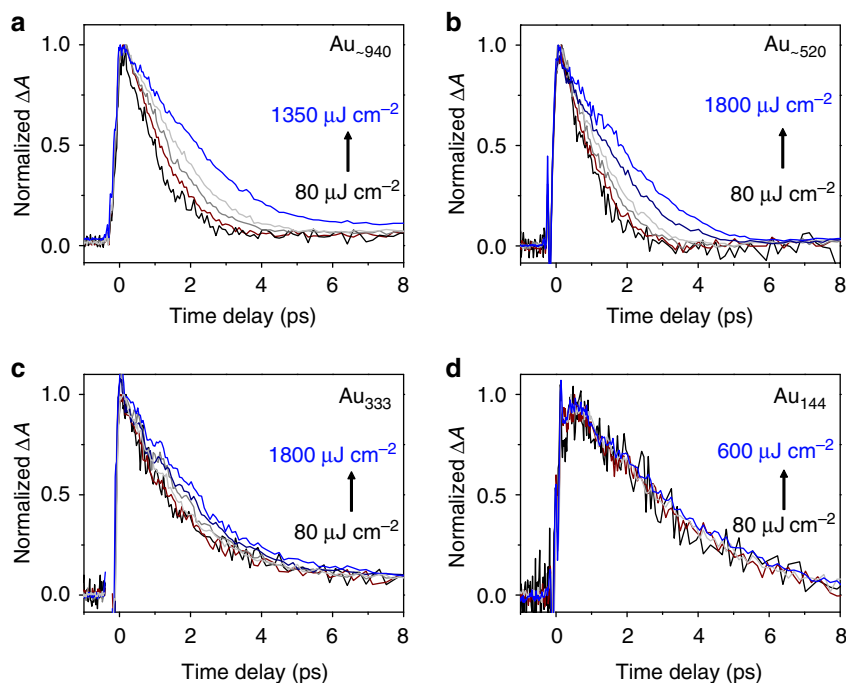 a
Au~940
1350 µJ cm−2
80 µJ cm−2
Normalized ΔA
1.0
0.5
0.0
0 2 4 6 8
Time delay (ps)
b
Au~520
1800 µJ cm−2
80 µJ cm−2
Normalized ΔA
1.0
0.5
0.0
0 2 4 6 8
Time delay (ps)
c
Au333
1800 µJ cm−2
80 µJ cm−2
Normalized ΔA
1.0
0.5
0.0
0 2 4 6 8
Time delay (ps)
d
Au144
600 µJ cm−2
80 µJ cm−2
Normalized ΔA
1.0
0.5
0.0
0 2 4 6 8
Time delay (ps)